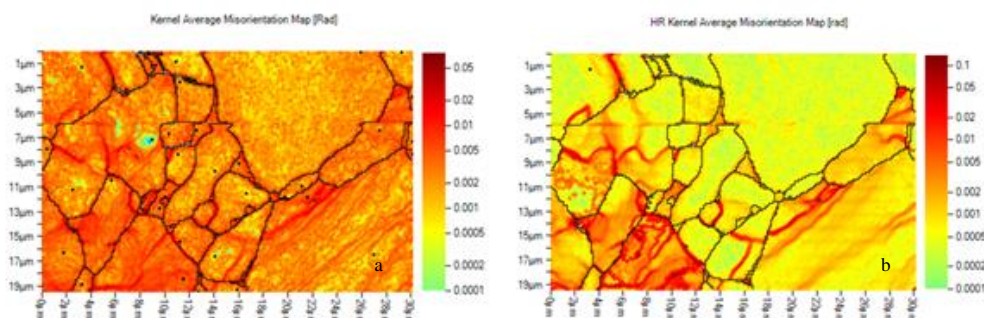 Kernel Average Misorientation Map [Rad]
HR Kernel Average Misorientation Map [rad]
1µm
3µm
5µm
7µm
9µm
11µm
13µm
15µm
17µm
19µm
0.05
0.02
0.01
0.005
0.002
0.001
0.0005
0.0002
0.0001
a
1µm
3µm
5µm
7µm
9µm
11µm
13µm
15µm
17µm
19µm
0.1
0.05
0.02
0.01
0.005
0.002
0.001
0.0005
0.0002
0.0001
b